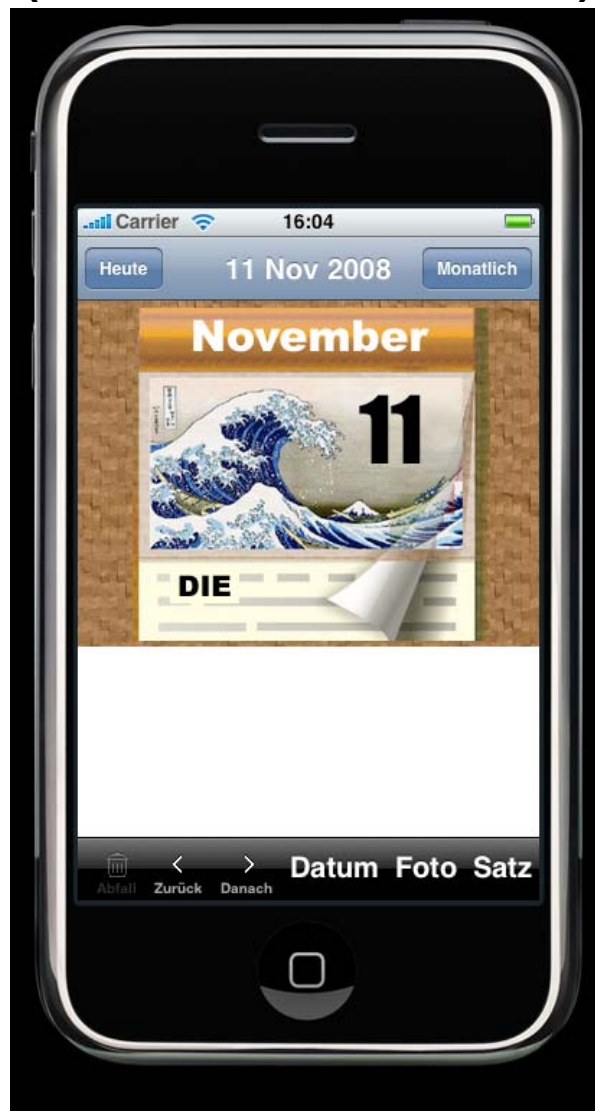 Carrier 16:04
Heute 11 Nov 2008 Monatlich
November
11
DIE
Abfall Zurück Danach Datum Foto Satz